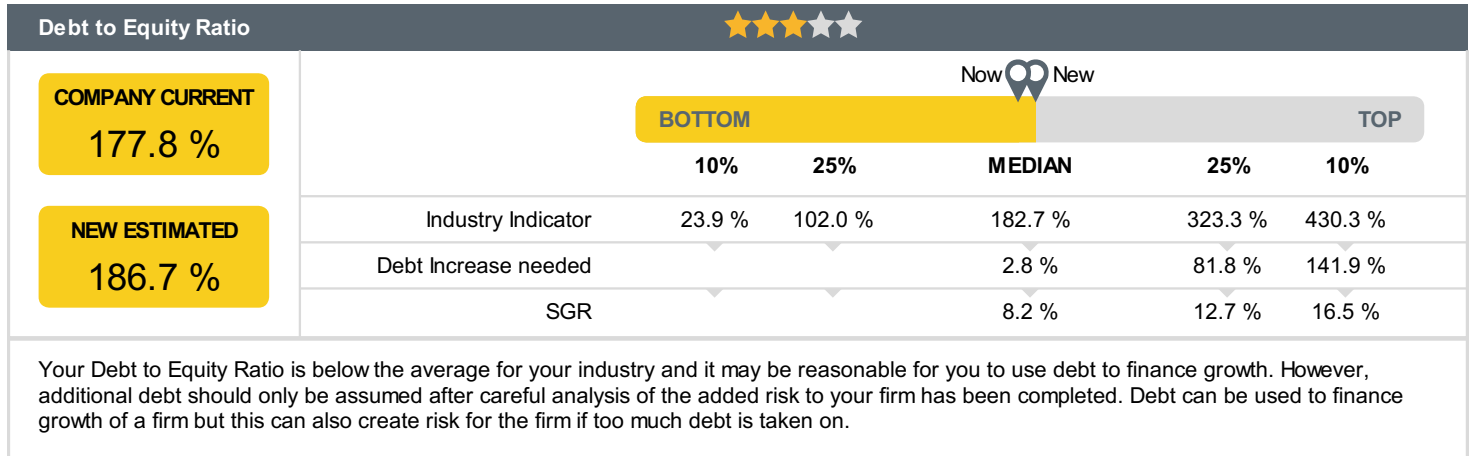 Debt to Equity Ratio
COMPANY CURRENT
177.8 %
NEW ESTIMATED
186.7 %
Now New
BOTTOM TOP
10% 25% MEDIAN 25% 10%
Industry Indicator 23.9 % 102.0 % 182.7 % 323.3 % 430.3 %
Debt Increase needed 2.8 % 81.8 % 141.9 %
SGR 8.2 % 12.7 % 16.5 %
Your Debt to Equity Ratio is below the average for your industry and it may be reasonable for you to use debt to finance growth. However,
additional debt should only be assumed after careful analysis of the added risk to your firm has been completed. Debt can be used to finance
growth of a firm but this can also create risk for the firm if too much debt is taken on.